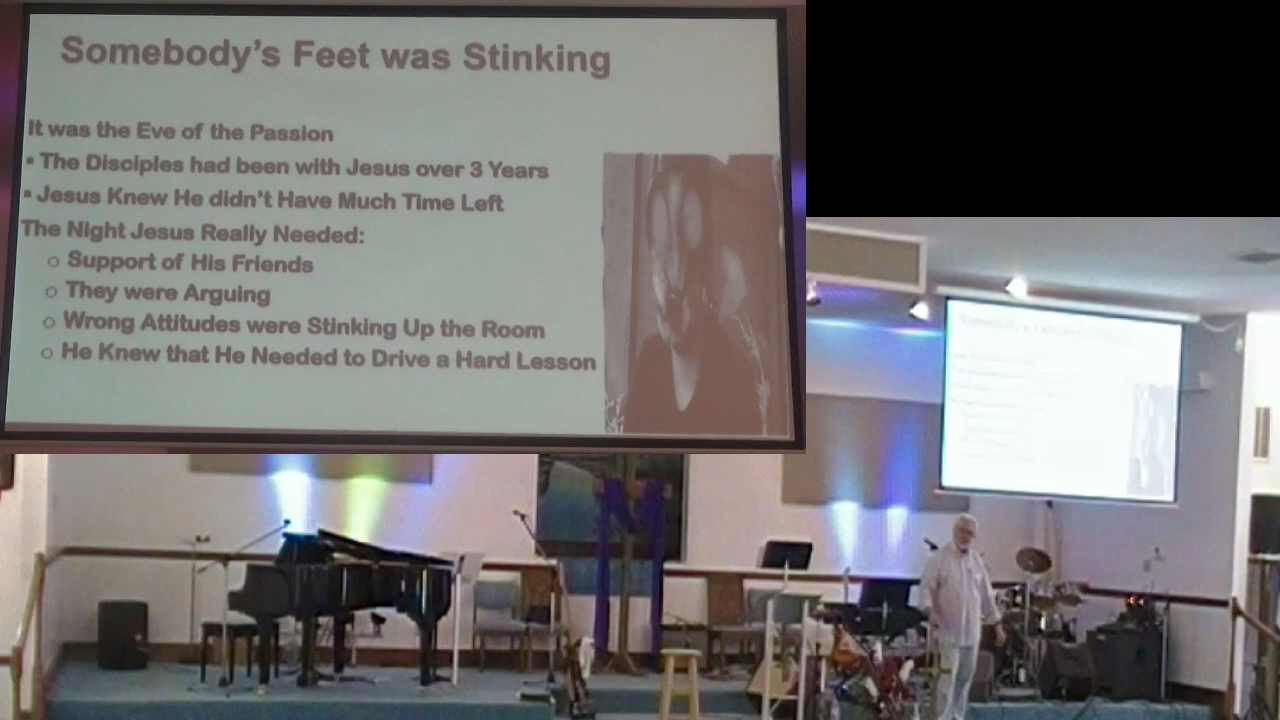 Somebody's Feet was Stinking
It was the Eve of the Passion
▪ The Disciples had been with Jesus over 3 Years
▪ Jesus Knew He didn't Have Much Time Left
The Night Jesus Really Needed:
o Support of His Friends
o They were Arguing
o Wrong Attitudes were Stinking Up the Room
o He Knew that He Needed to Drive a Hard Lesson